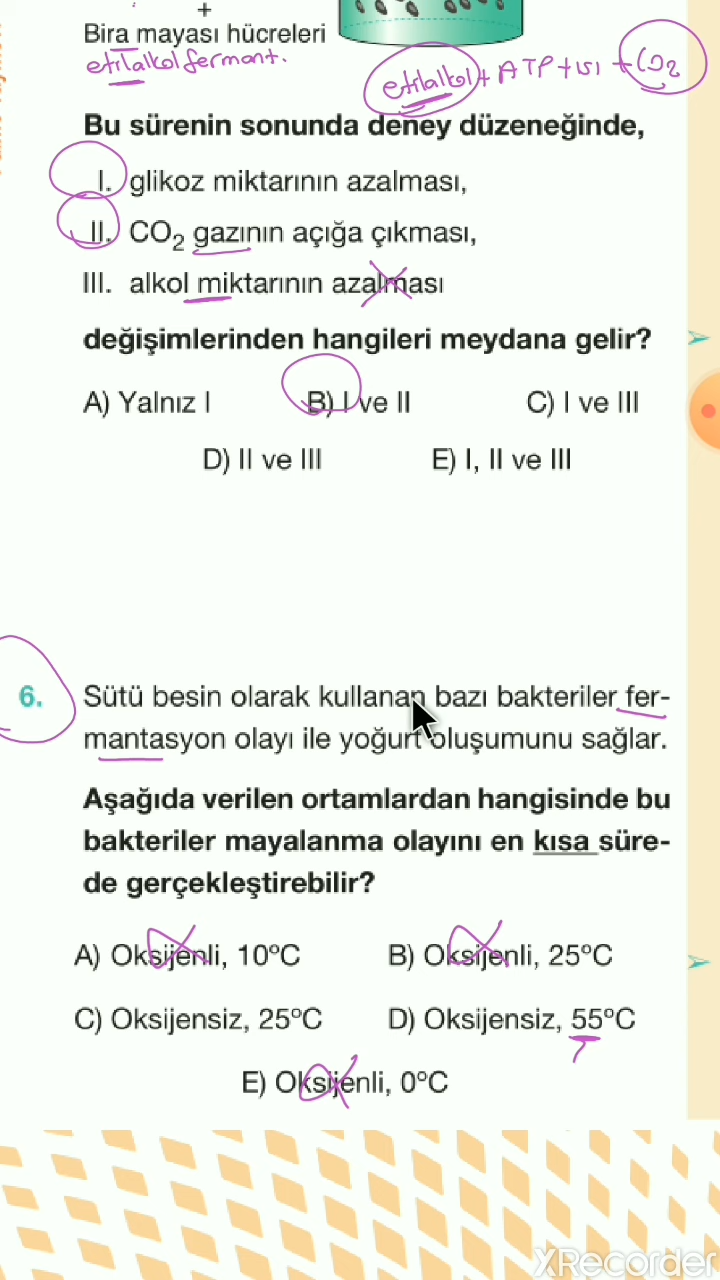 +
Bira mayası hücreleri
etilalkol fermant.
etilalkol + ATP + ısı + CO2
Bu sürenin sonunda deney düzeneğinde,
I. glikoz miktarının azalması,
II. CO2 gazının açığa çıkması,
III. alkol miktarının azalması
değişimlerinden hangileri meydana gelir?
A) Yalnız I B) I ve II C) I ve III
D) II ve III E) I, II ve III
6. Sütü besin olarak kullanan bazı bakteriler fer-
mantasyon olayı ile yoğurt oluşumunu sağlar.
Aşağıda verilen ortamlardan hangisinde bu
bakteriler mayalanma olayını en kısa süre-
de gerçekleştirebilir?
A) Oksijenli, 10°C B) Oksijenli, 25°C
C) Oksijensiz, 25°C D) Oksijensiz, 55°C
E) Oksijenli, 0°C
XRecorder